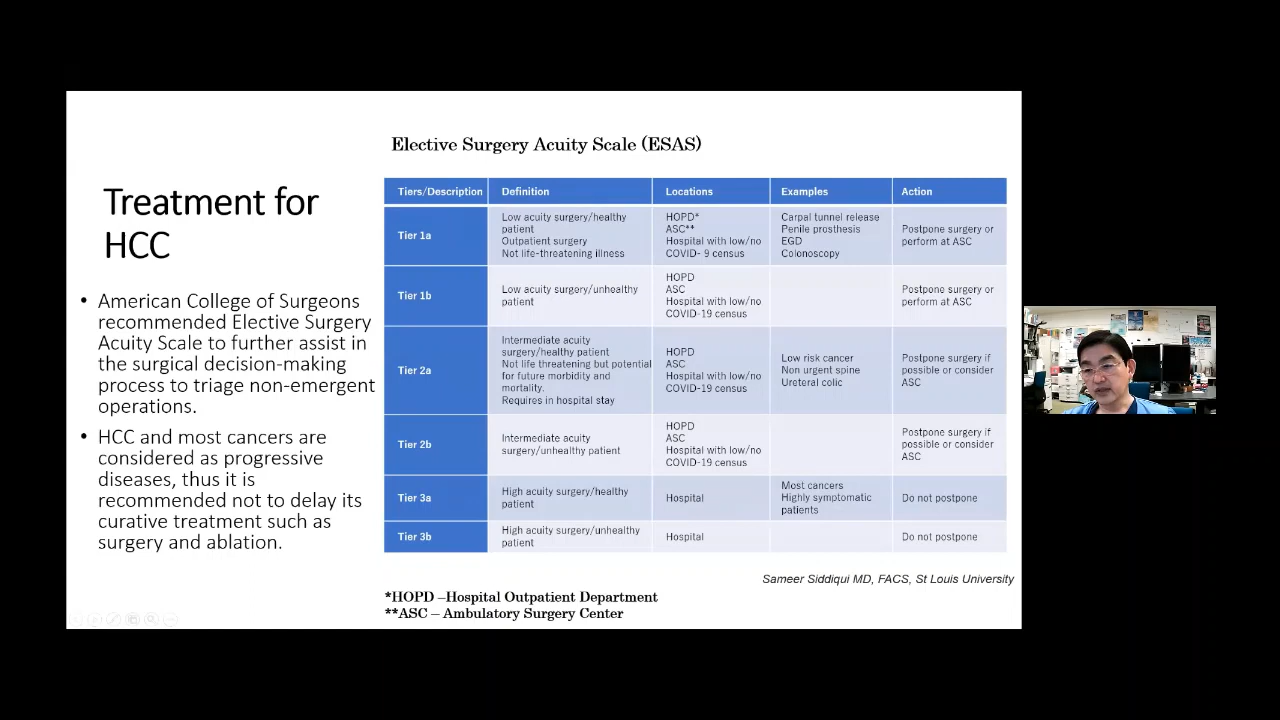 Elective Surgery Acuity Scale (ESAS)
Treatment for
HCC
• American College of Surgeons
recommended Elective Surgery
Acuity Scale to further assist in
the surgical decision-making
process to triage non-emergent
operations.
• HCC and most cancers are
considered as progressive
diseases, thus it is
recommended not to delay its
curative treatment such as
surgery and ablation.
Tiers/Description Definition Locations Examples Action
Tier 1a
Low acuity surgery/healthy
patient
Outpatient surgery
Not life-threatening illness
HOPD*
ASC**
Hospital with low/no
COVID- 9 census
Carpal tunnel release
Penile prosthesis
EGD
Colonoscopy
Postpone surgery or
perform at ASC
Tier 1b
Low acuity surgery/unhealthy
patient
HOPD
ASC
Hospital with low/no
COVID-19 census
Postpone surgery or
perform at ASC
Tier 2a
Intermediate acuity
surgery/healthy patient
Not life threatening but potential
for future morbidity and
mortality.
Requires in hospital stay
HOPD
ASC
Hospital with low/no
COVID-19 census
Low risk cancer
Non urgent spine
Ureteral colic
Postpone surgery if
possible or consider
ASC
Tier 2b
Intermediate acuity
surgery/unhealthy patient
HOPD
ASC
Hospital with low/no
COVID-19 census
Postpone surgery if
possible or consider
ASC
Tier 3a
High acuity surgery/healthy
patient
Hospital
Most cancers
Highly symptomatic
patients
Do not postpone
Tier 3b
High acuity surgery/unhealthy
patient
Hospital
Do not postpone
Sameer Siddiqui MD, FACS, St Louis University
*HOPD –Hospital Outpatient Department
**ASC – Ambulatory Surgery Center